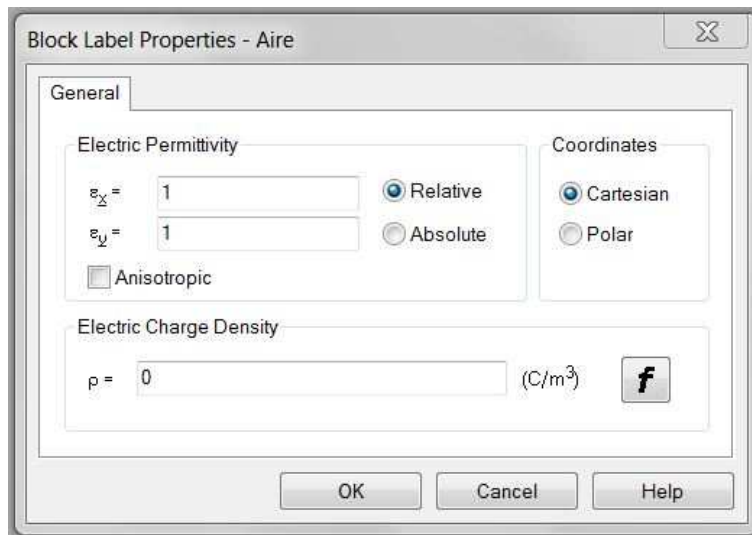 Block Label Properties - Aire
General
Electric Permittivity
εx = 1
Relative
εy = 1
Absolute
Anisotropic
Coordinates
Cartesian
Polar
Electric Charge Density
ρ = 0 (C/m³) f
OK Cancel Help